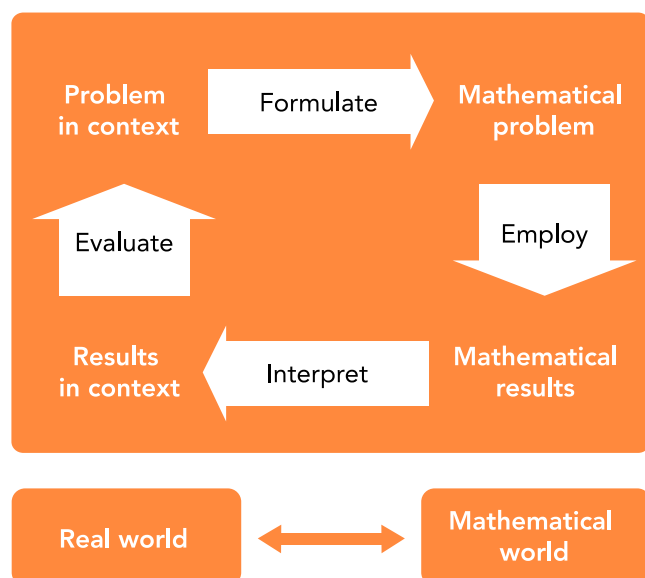 Problem
in context
Formulate
Mathematical
problem
Evaluate
Employ
Results
in context
Interpret
Mathematical
results
Real world
Mathematical
world